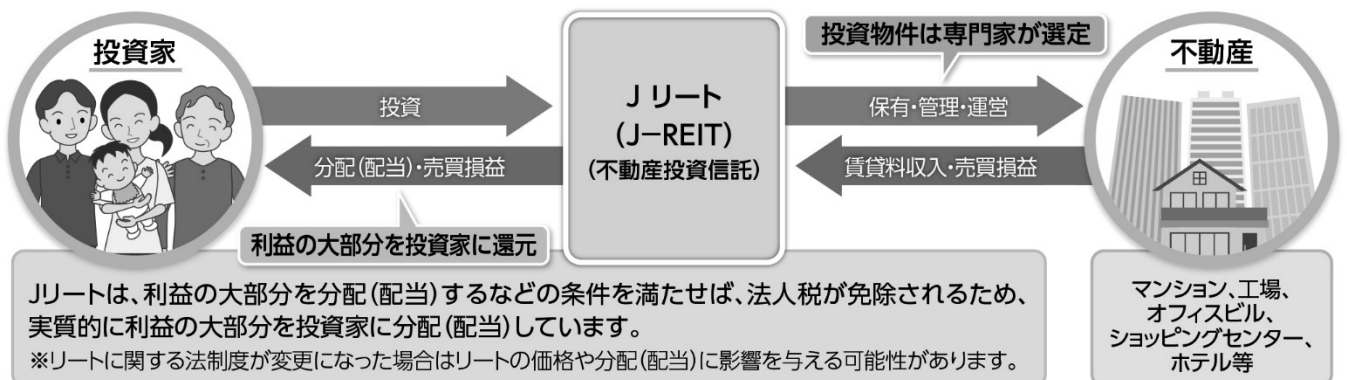 投資家
投資
分配(配当)・売買損益
利益の大部分を投資家に還元
Jリート
(J-REIT)
(不動産投資信託)
投資物件は専門家が選定
保有・管理・運営
賃貸料収入・売買損益
不動産
マンション、工場、
オフィスビル、
ショッピングセンター、
ホテル等
Jリートは、利益の大部分を分配(配当)するなどの条件を満たせば、法人税が免除されるため、
実質的に利益の大部分を投資家に分配(配当)しています。
※リートに関する法制度が変更になった場合はリートの価格や分配(配当)に影響を与える可能性があります。